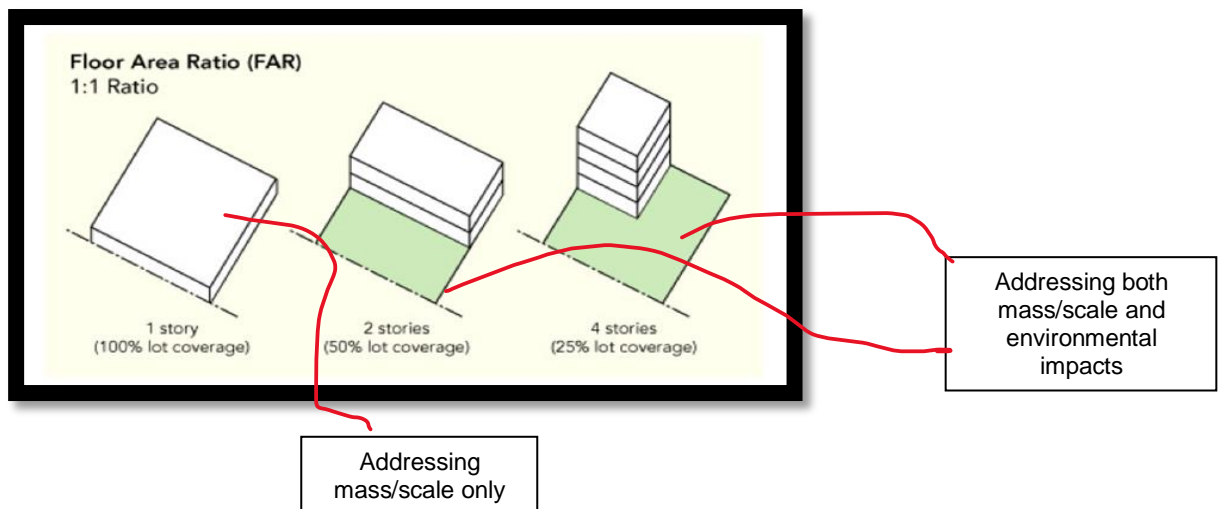 Floor Area Ratio (FAR)
1:1 Ratio
1 story
(100% lot coverage)
2 stories
(50% lot coverage)
4 stories
(25% lot coverage)
Addressing both
mass/scale and
environmental
impacts
Addressing
mass/scale only